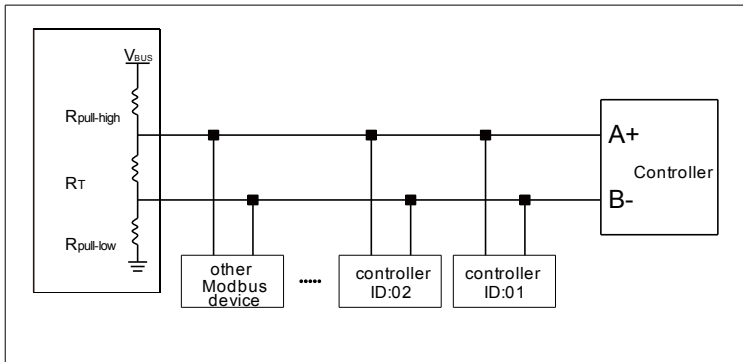 VBUS
Rpull-high
A+
Controller
RT
B-
Rpull-low
other
Modbus
device
.....
controller
ID:02
controller
ID:01